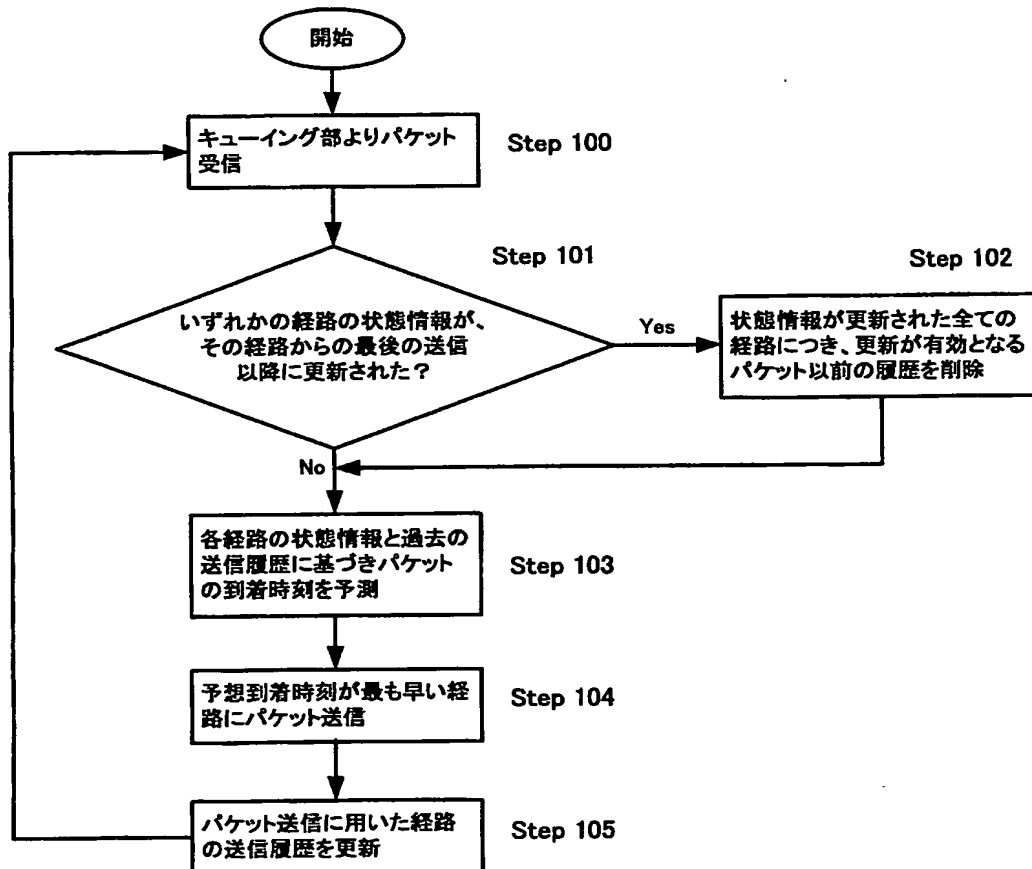 開始
キューイング部よりパケット
受信
Step 100
Step 101
いずれかの経路の状態情報が、
その経路からの最後の送信
以降に更新された?
Yes
Step 102
状態情報が更新された全ての
経路につき、更新が有効となる
パケット以前の履歴を削除
No
各経路の状態情報と過去の
送信履歴に基づきパケット
の到着時刻を予測
Step 103
予想到着時刻が最も早い経
路にパケット送信
Step 104
パケット送信に用いた経路
の送信履歴を更新
Step 105